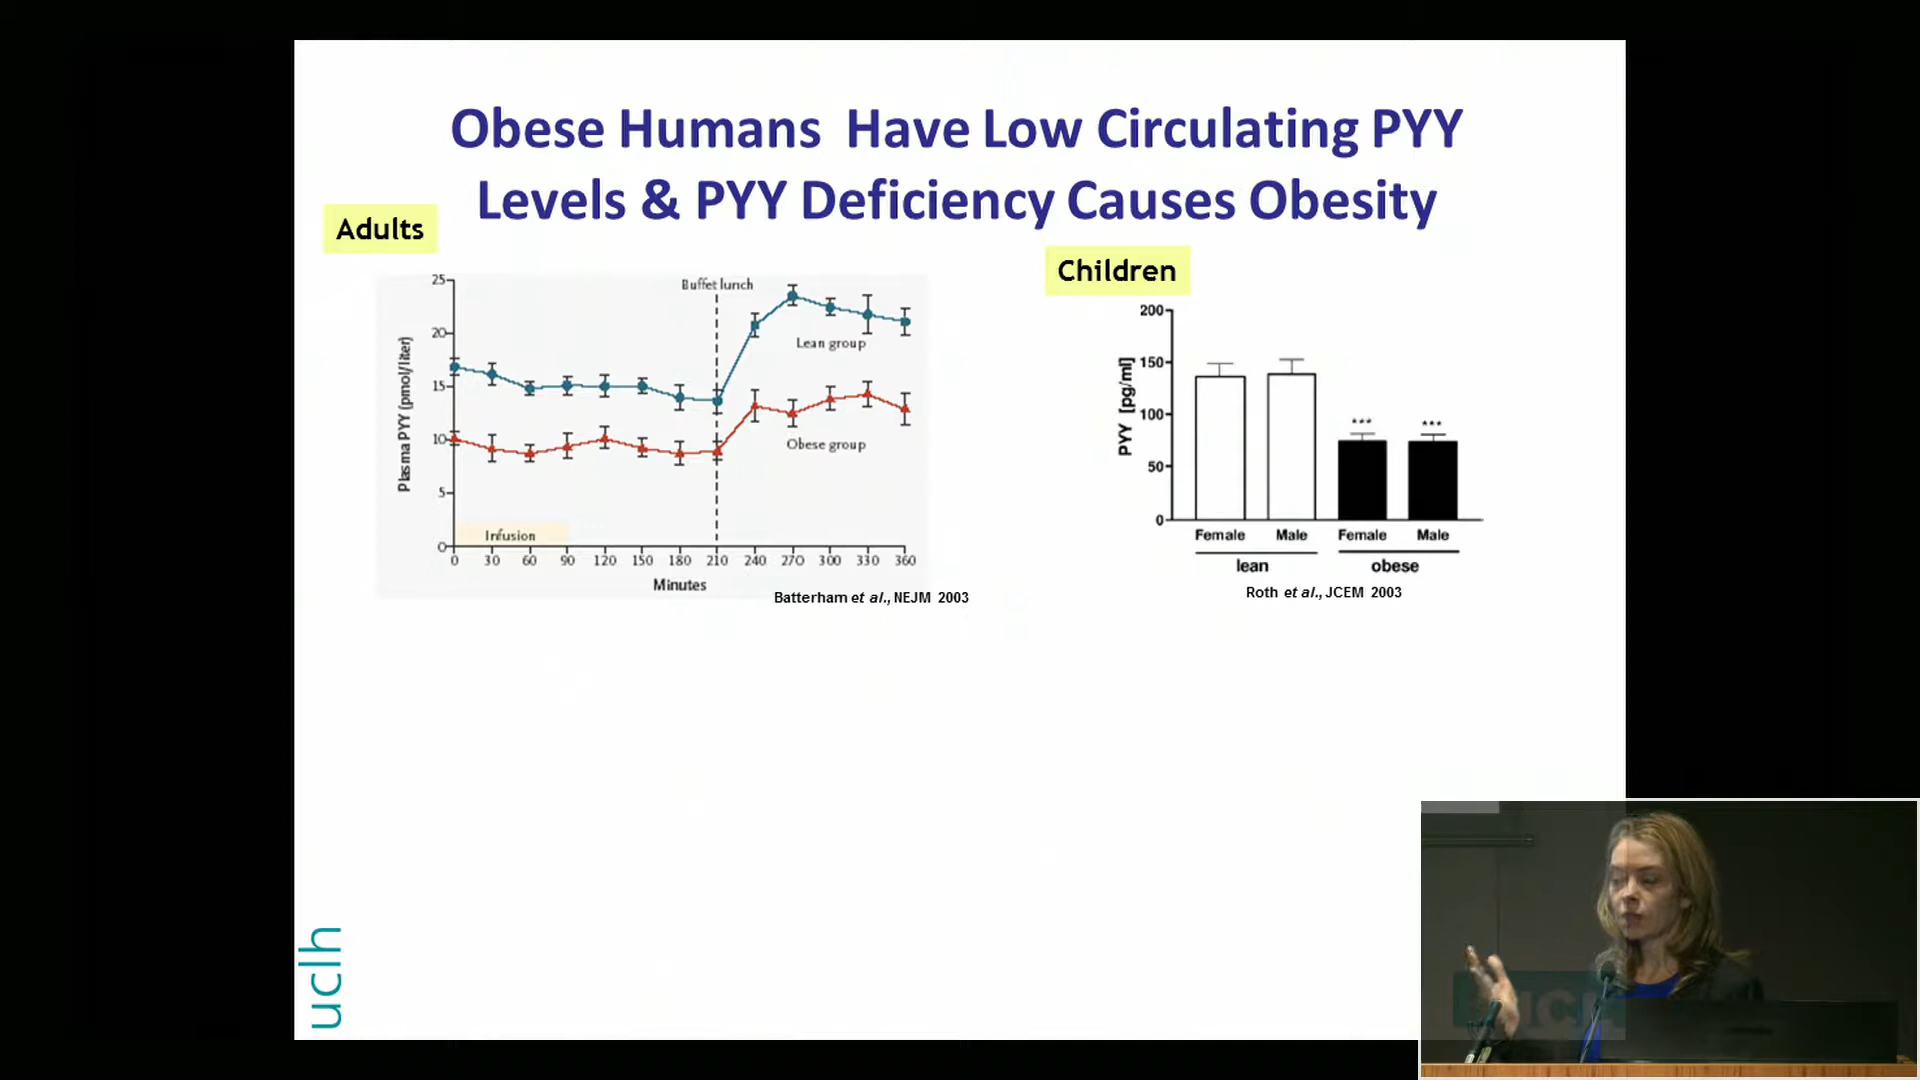 Obese Humans Have Low Circulating PYY
Levels & PYY Deficiency Causes Obesity
Adults
Children
25
20
15
10
5
0
Plasma PYY (pmol/liter)
Buffet lunch
Lean group
Obese group
Infusion
0 30 60 90 120 150 180 210 240 270 300 330 360
Minutes
Batterham et al., NEJM 2003
200
150
100
50
0
PYY [pg/ml]
*** ***
Female Male Female Male
lean obese
Roth et al., JCEM 2003
uclh